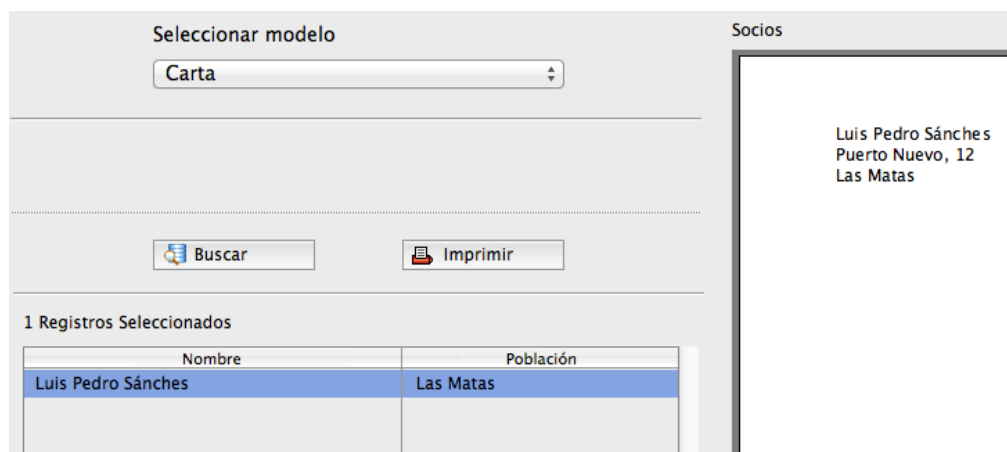 Seleccionar modelo
Carta
Buscar
Imprimir
1 Registros Seleccionados
Nombre Población
Luis Pedro Sánches Las Matas
Socios
Luis Pedro Sánches
Puerto Nuevo, 12
Las Matas